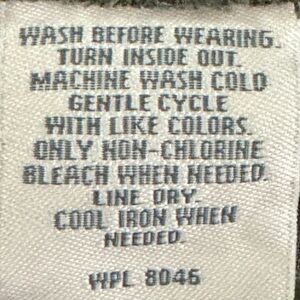 WASH BEFORE WEARING.
TURN INSIDE OUT.
MACHINE WASH COLD
GENTLE CYCLE
WITH LIKE COLORS.
ONLY NON-CHLORINE
BLEACH WHEN NEEDED.
LINE DRY.
COOL IRON WHEN
NEEDED.
WPL 8046